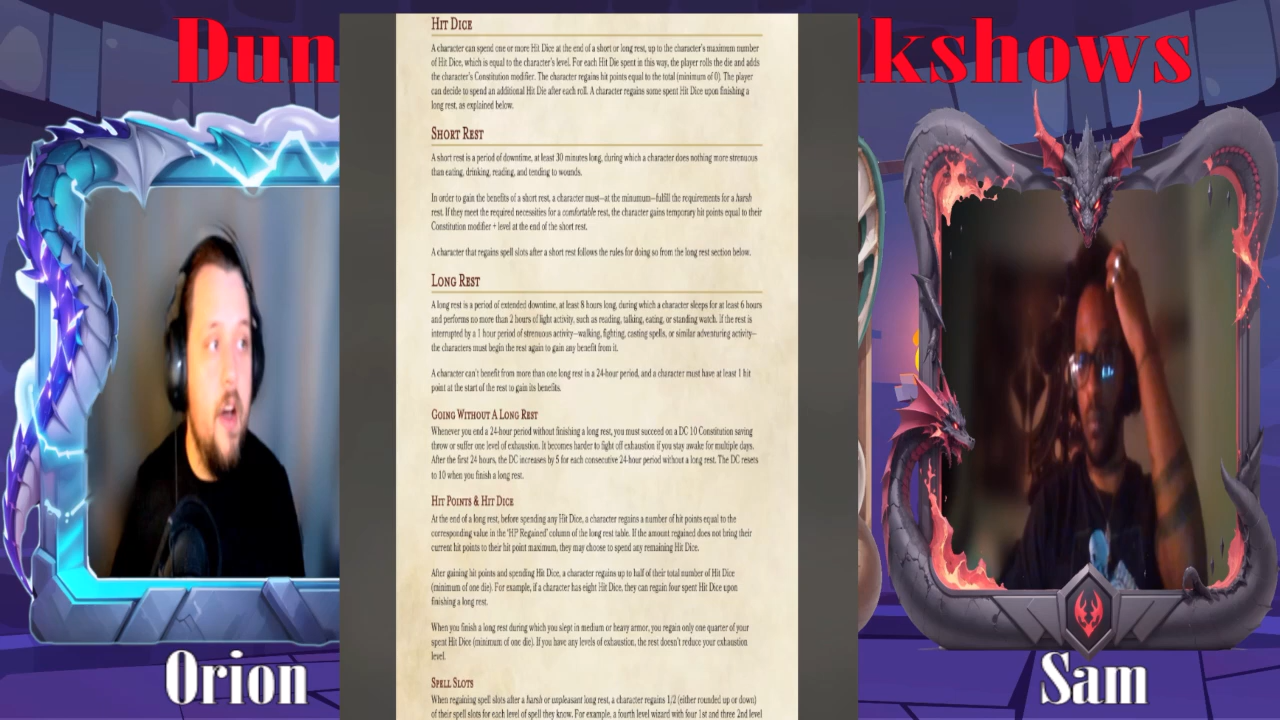 Dun
lkshows
Hit Dice
A character can spend one or more Hit Dice at the end of a short or long rest, up to the character's maximum number
of Hit Dice, which is equal to the character's level. For each Hit Die spent in this way, the player rolls the die and adds
the character's Constitution modifier. The character regains hit points equal to the total (minimum of 0). The player
can decide to spend an additional Hit Die after each roll. A character regains some spent Hit Dice upon finishing a
long rest, as explained below.
Short Rest
A short rest is a period of downtime, at least 30 minutes long, during which a character does nothing more strenuous
than eating, drinking, reading, and tending to wounds.
In order to gain the benefits of a short rest, a character must—at the minumum—fulfill the requirements for a harsh
rest. If they meet the required necessities for a comfortable rest, the character gains temporary hit points equal to their
Constitution modifier + level at the end of the short rest.
A character that regains spell slots after a short rest follows the rules for doing so from the long rest section below.
Long Rest
A long rest is a period of extended downtime, at least 8 hours long, during which a character sleeps for at least 6 hours
and performs no more than 2 hours of light activity, such as reading, talking, eating, or standing watch. If the rest is
interrupted by a 1 hour period of strenuous activity—walking, fighting, casting spells, or similar adventuring activity—
the characters must begin the rest again to gain any benefit from it.
A character can't benefit from more than one long rest in a 24-hour period, and a character must have at least 1 hit
point at the start of the rest to gain its benefits.
Going Without A Long Rest
Whenever you end a 24-hour period without finishing a long rest, you must succeed on a DC 10 Constitution saving
throw or suffer one level of exhaustion. It becomes harder to fight off exhaustion if you stay awake for multiple days.
After the first 24 hours, the DC increases by 5 for each consecutive 24-hour period without a long rest. The DC resets
to 10 when you finish a long rest.
Hit Points & Hit Dice
At the end of a long rest, before spending any Hit Dice, a character regains a number of hit points equal to the
corresponding value in the 'HP Regained' column of the long rest table. If the amount regained does not bring their
current hit points to their hit point maximum, they may choose to spend any remaining Hit Dice.
After gaining hit points and spending Hit Dice, a character regains up to half of their total number of Hit Dice
(minimum of one die). For example, if a character has eight Hit Dice, they can regain four spent Hit Dice upon
finishing a long rest.
When you finish a long rest during which you slept in medium or heavy armor, you regain only one quarter of your
spent Hit Dice (minimum of one die). If you have any levels of exhaustion, the rest doesn't reduce your exhaustion
level.
Spell Slots
When regaining spell slots after a harsh or unpleasant long rest, a character regains 1/2 (either rounded up or down)
of their spell slots for each level of spell they know. For example, a fourth level wizard with four 1st and three 2nd level
Orion
Sam